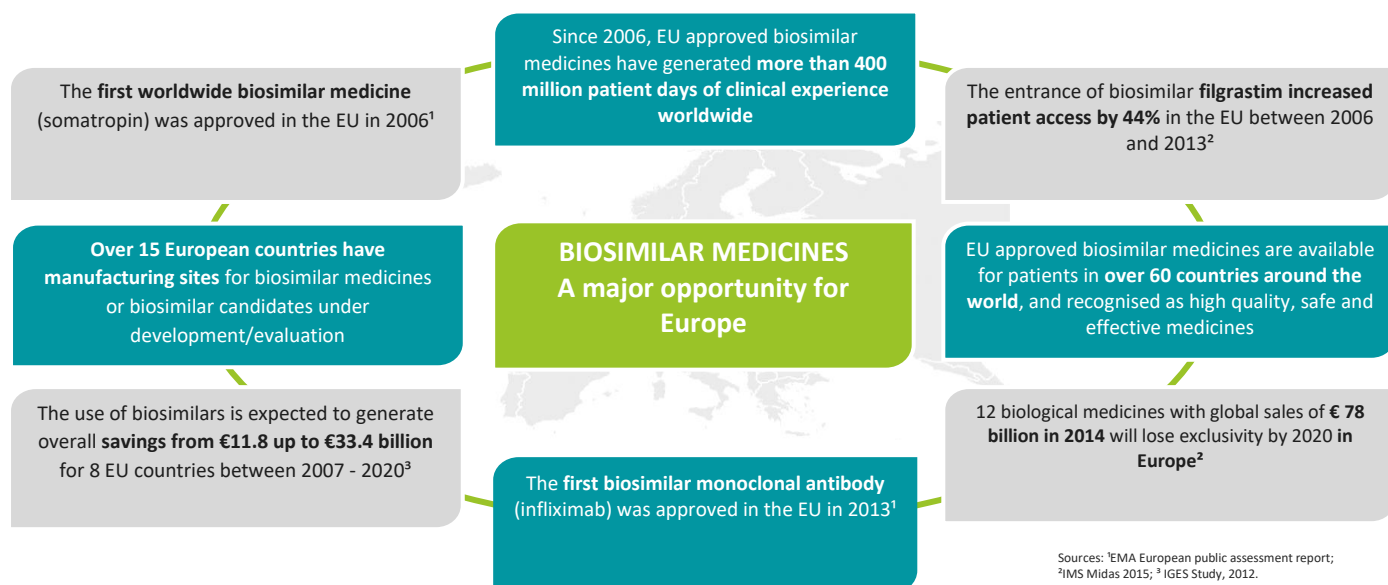 Since 2006, EU approved biosimilar
medicines have generated more than 400
million patient days of clinical experience
worldwide
The first worldwide biosimilar medicine
(somatropin) was approved in the EU in 2006¹
The entrance of biosimilar filgrastim increased
patient access by 44% in the EU between 2006
and 2013²
Over 15 European countries have
manufacturing sites for biosimilar medicines
or biosimilar candidates under
development/evaluation
BIOSIMILAR MEDICINES
A major opportunity for
Europe
EU approved biosimilar medicines are available
for patients in over 60 countries around the
world, and recognised as high quality, safe and
effective medicines
The use of biosimilars is expected to generate
overall savings from €11.8 up to €33.4 billion
for 8 EU countries between 2007 - 2020³
The first biosimilar monoclonal antibody
(infliximab) was approved in the EU in 2013¹
12 biological medicines with global sales of € 78
billion in 2014 will lose exclusivity by 2020 in
Europe²
Sources: ¹EMA European public assessment report;
²IMS Midas 2015; ³ IGES Study, 2012.